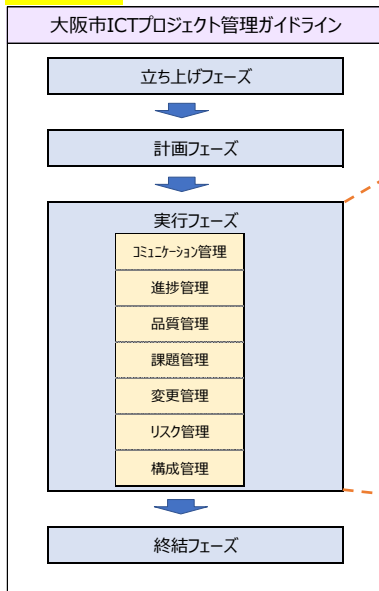 大阪市ICTプロジェクト管理ガイドライン
立ち上げフェーズ
計画フェーズ
実行フェーズ
コミュニケーション管理
進捗管理
品質管理
課題管理
変更管理
リスク管理
構成管理
終結フェーズ